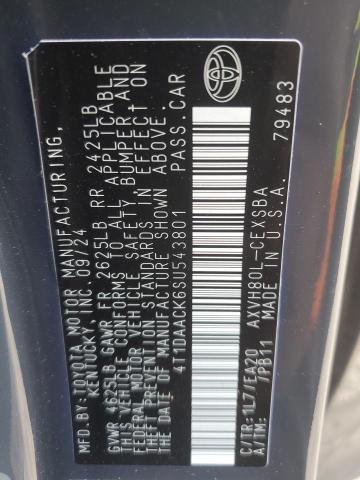 MFD.BY:TOYOTA MOTOR MANUFACTURING,
KENTUCKY, INC. 09/24
GVWR 4625LB GAWR FR 2625LB RR 2425LB
THIS VEHICLE CONFORMS TO ALL APPLICABLE
FEDERAL MOTOR VEHICLE SAFETY, BUMPER, AND
THEFT PREVENTION STANDARDS IN EFFECT
ON THE DATE OF MANUFACTURE SHOWN ABOVE.
4T1DAACK6SU543801 PASS.CAR
C/TR: 1L7/EA20 AXVH80L-CEXSBA
A/TM: /PB11 MADE IN U.S.A.
79483